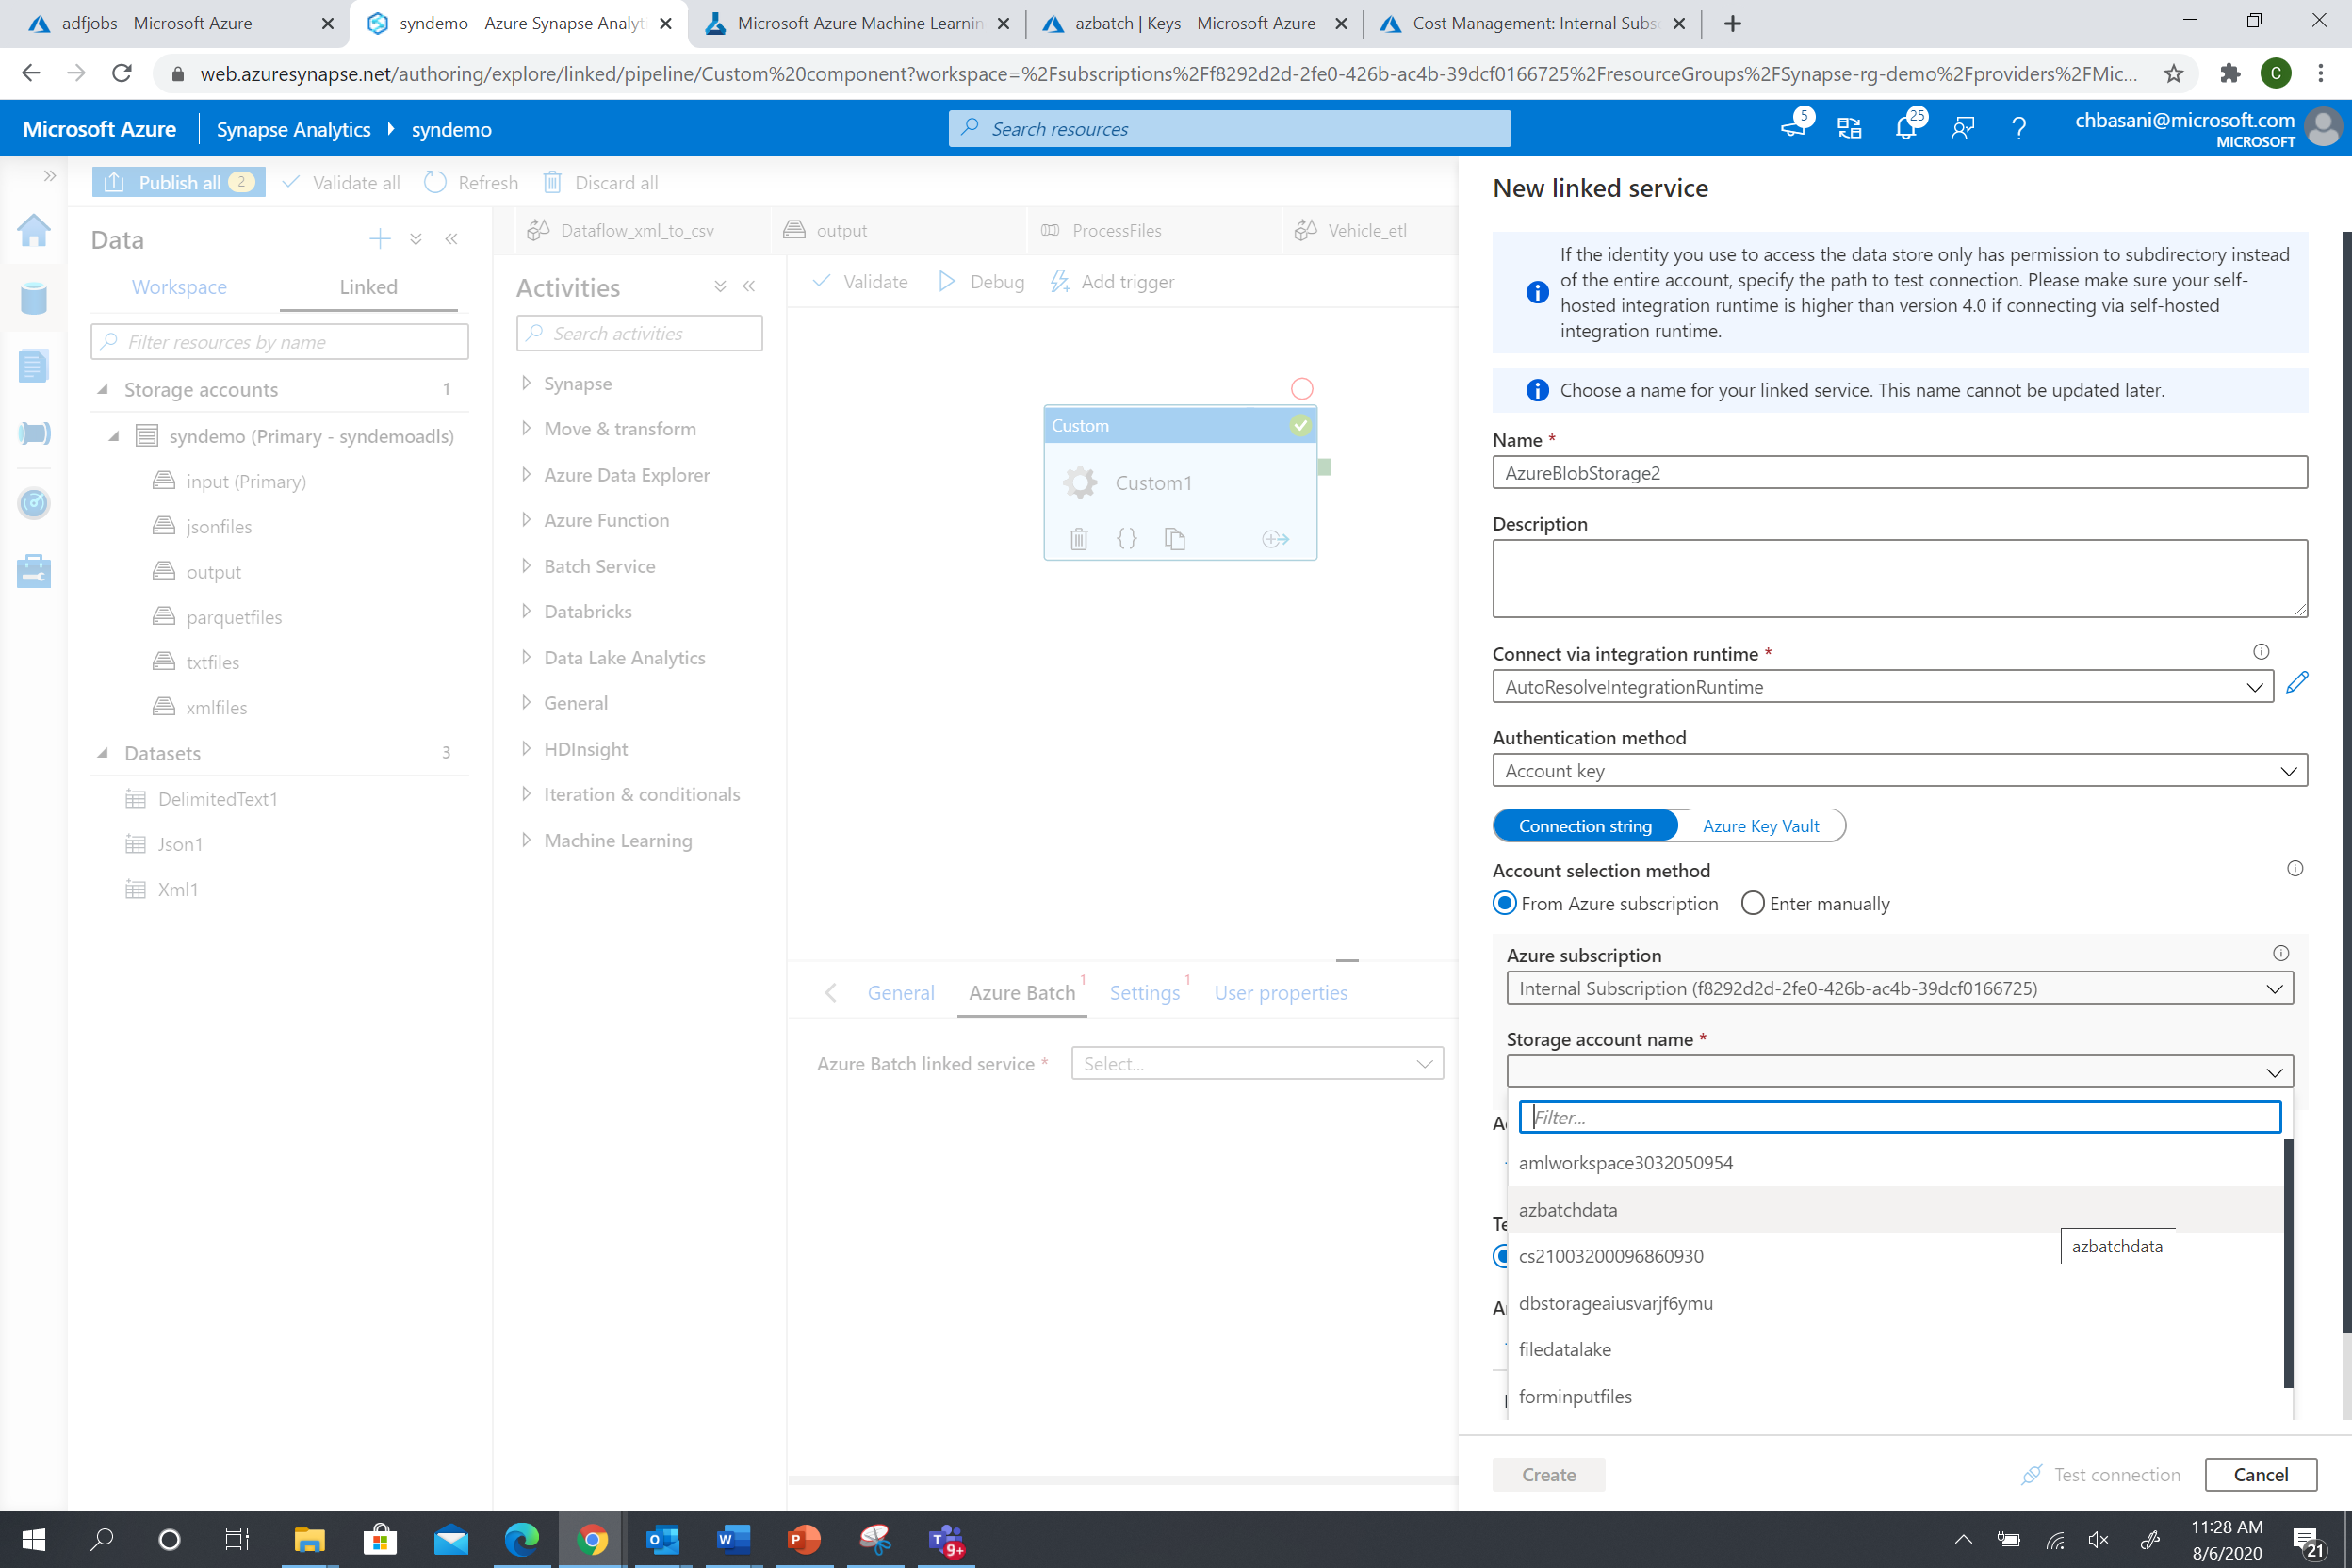 adfjobs - Microsoft Azure
syndemo - Azure Synapse Analyti
Microsoft Azure Machine Learnin
azbatch | Keys - Microsoft Azure
Cost Management: Internal Subs
web.azuresynapse.net/authoring/explore/linked/pipeline/Custom%20component?workspace=%2Fsubscriptions%2Ff8292d2d-2fe0-426b-ac4b-39dcf0166725%2FresourceGroups%2FSynapse-rg-demo%2Fproviders%2FMic...
C
Microsoft Azure
Synapse Analytics
syndemo
Search resources
5
25
chbasani@microsoft.com
MICROSOFT
Publish all 2
Validate all
Refresh
Discard all
Data
Workspace
Linked
Filter resources by name
Storage accounts 1
syndemo (Primary - syndemoadls)
input (Primary)
jsonfiles
output
parquetfiles
txtfiles
xmlfiles
Datasets 3
DelimitedText1
Json1
Xml1
Dataflow_xml_to_csv
output
ProcessFiles
Vehicle_etl
Activities
Search activities
Synapse
Move & transform
Azure Data Explorer
Azure Function
Batch Service
Databricks
Data Lake Analytics
General
HDInsight
Iteration & conditionals
Machine Learning
Validate
Debug
Add trigger
Custom
Custom1
General
Azure Batch 1
Settings 1
User properties
Azure Batch linked service *
Select...
New linked service
If the identity you use to access the data store only has permission to subdirectory instead
of the entire account, specify the path to test connection. Please make sure your self-
hosted integration runtime is higher than version 4.0 if connecting via self-hosted
integration runtime.
Choose a name for your linked service. This name cannot be updated later.
Name *
AzureBlobStorage2
Description
Connect via integration runtime *
AutoResolveIntegrationRuntime
Authentication method
Account key
Connection string
Azure Key Vault
Account selection method
From Azure subscription
Enter manually
Azure subscription
Internal Subscription (f8292d2d-2fe0-426b-ac4b-39dcf0166725)
Storage account name *
Filter...
amlworkspace3032050954
azbatchdata
azbatchdata
cs21003200096860930
dbstorageaiusvarjf6ymu
filedatalake
forminputfiles
Create
Test connection
Cancel
9+
11:28 AM
8/6/2020
21